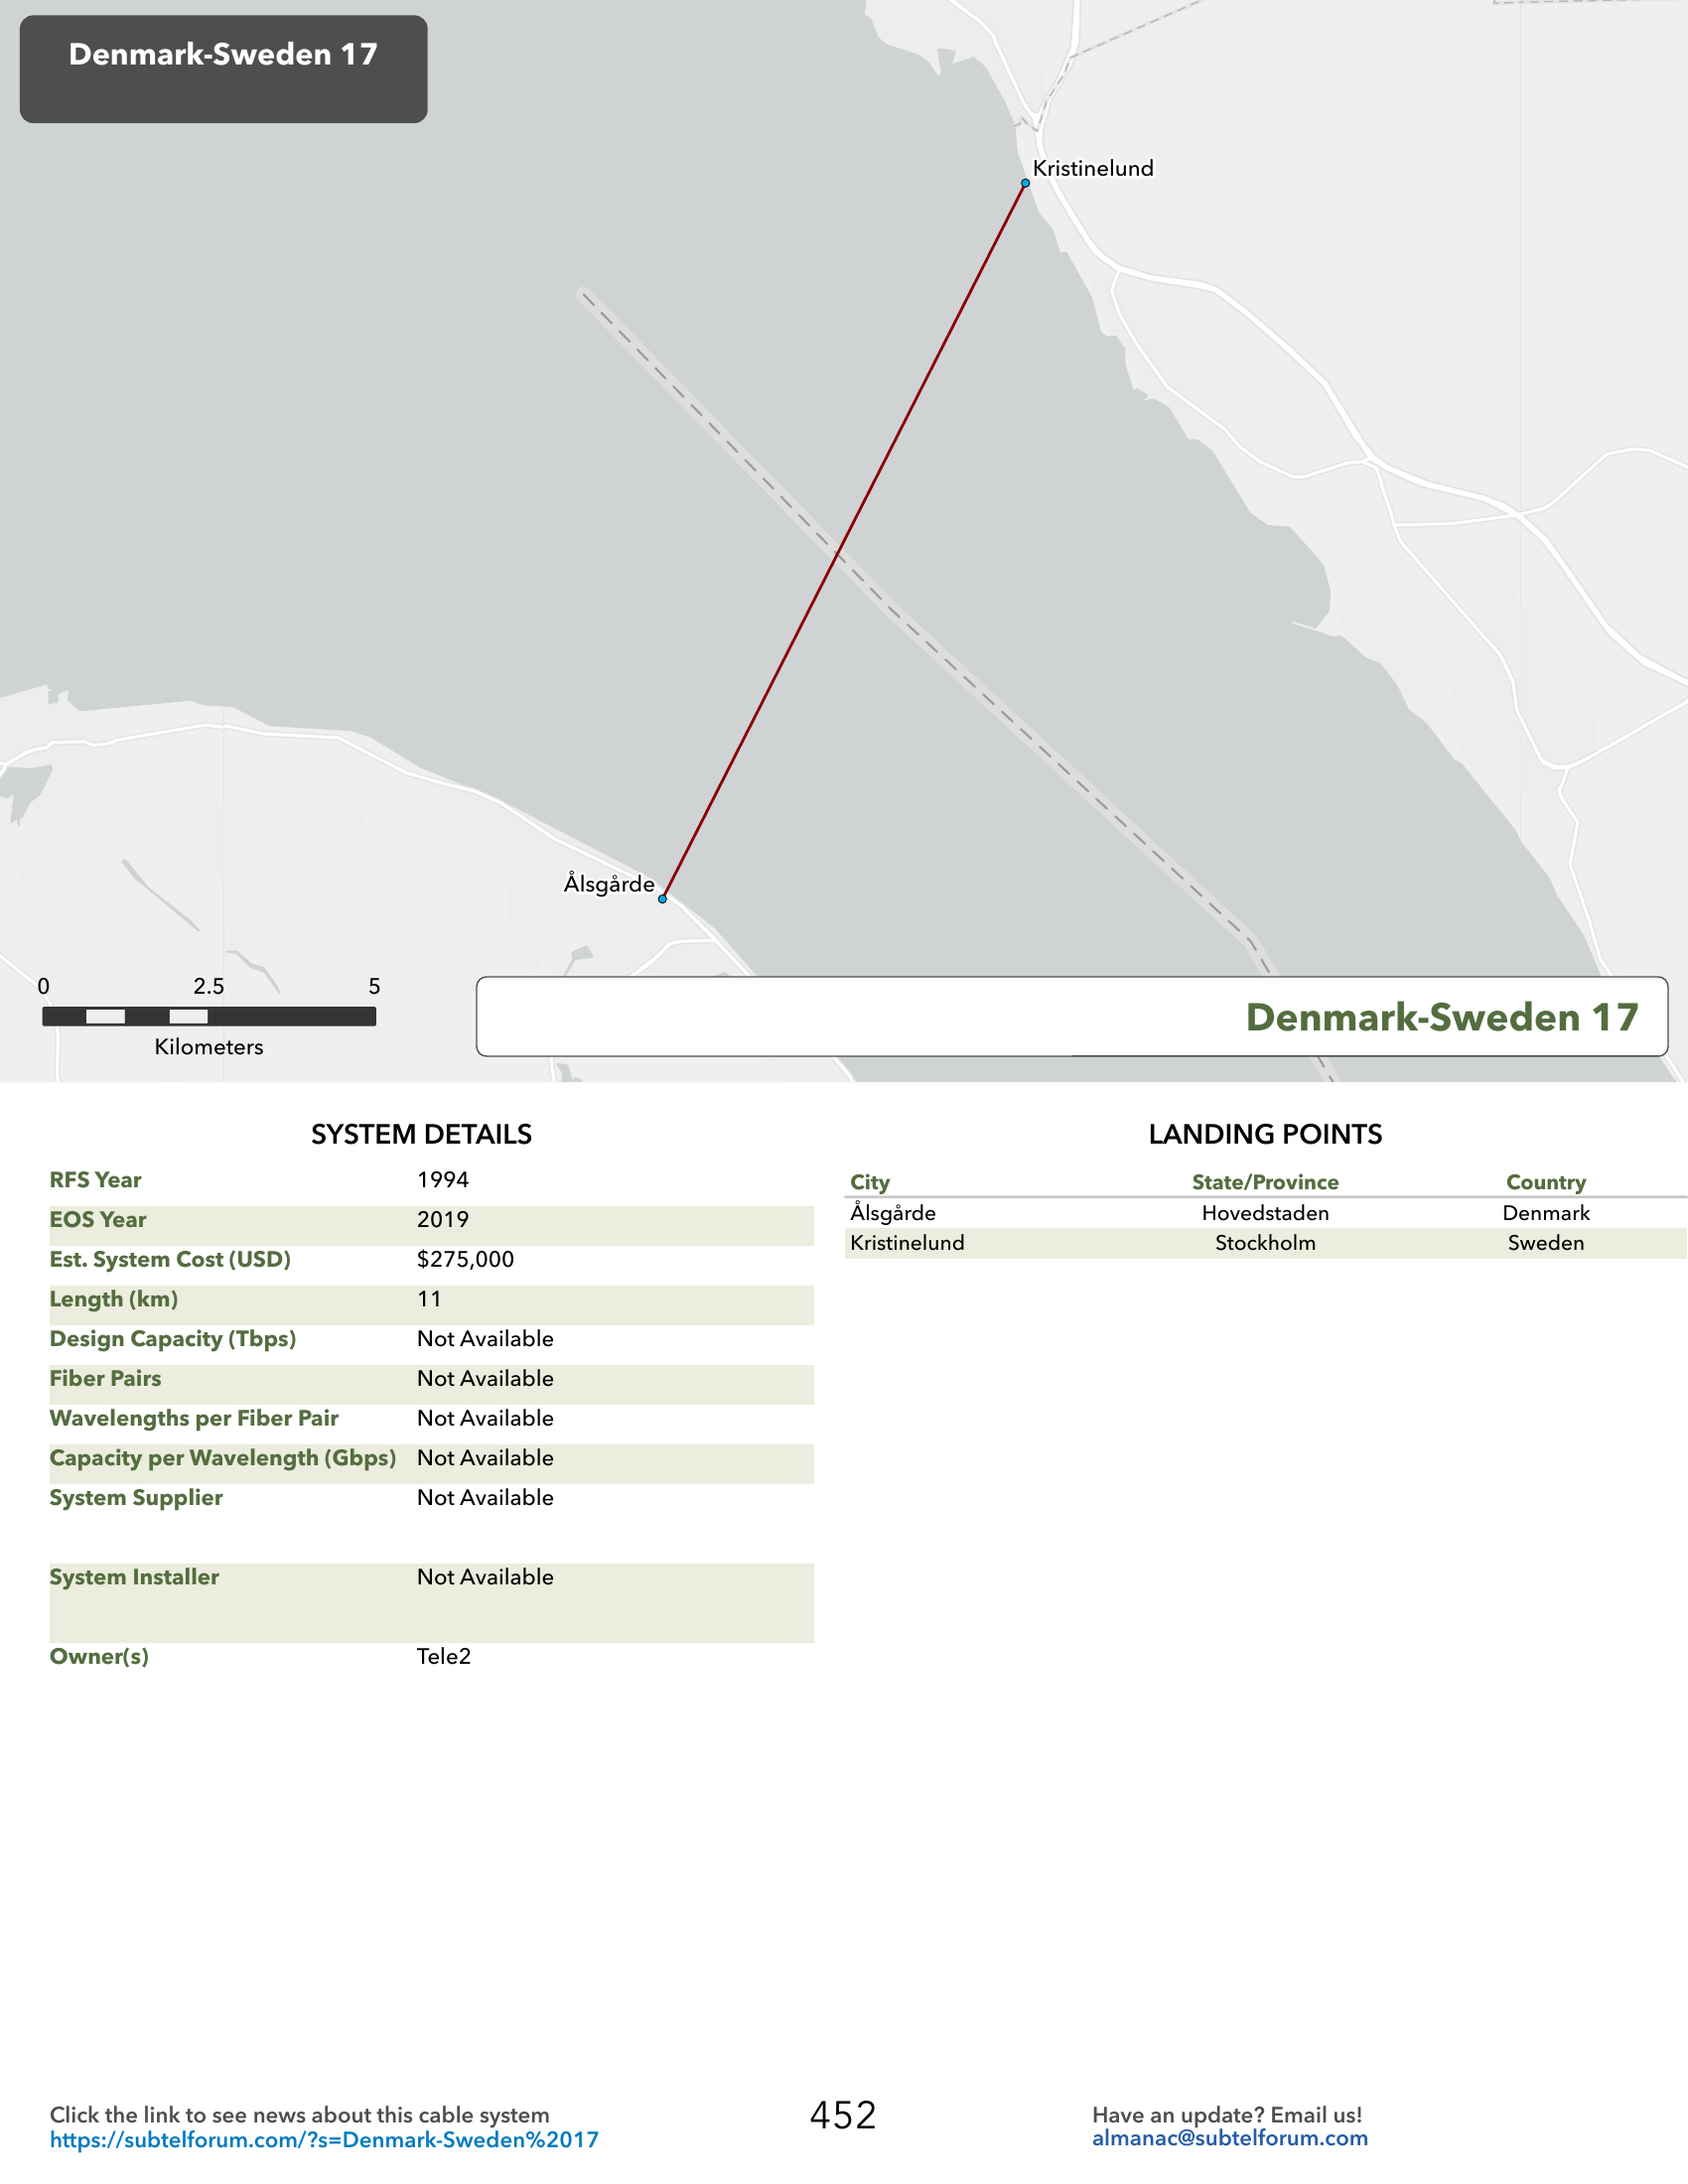 Denmark-Sweden 17
Kristinelund
Ålsgårde
0 2.5 5
Kilometers
Denmark-Sweden 17
SYSTEM DETAILS
RFS Year 1994
EOS Year 2019
Est. System Cost (USD) $275,000
Length (km) 11
Design Capacity (Tbps) Not Available
Fiber Pairs Not Available
Wavelengths per Fiber Pair Not Available
Capacity per Wavelength (Gbps) Not Available
System Supplier Not Available
System Installer Not Available
Owner(s) Tele2
LANDING POINTS
City State/Province Country
Ålsgårde Hovedstaden Denmark
Kristinelund Stockholm Sweden
Click the link to see news about this cable system
https://subtelforum.com/?s=Denmark-Sweden%2017
452
Have an update? Email us!
almanac@subtelforum.com